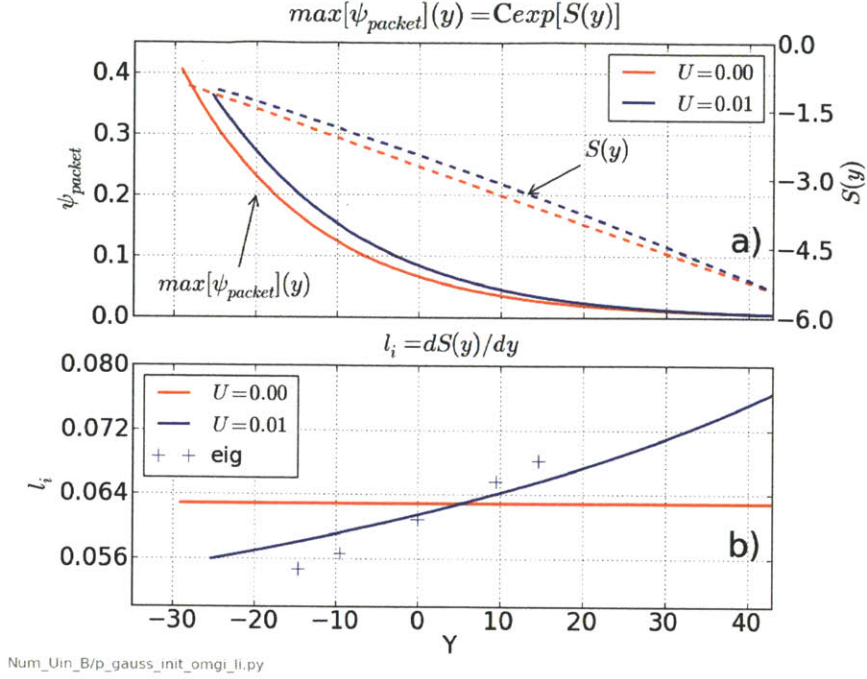 max[ψ_packet](y) = Cexp[S(y)]
0.4
0.3
0.2
0.1
0.0
ψ_packet
0.0
−1.5
−3.0
−4.5
−6.0
S(y)
U=0.00
U=0.01
S(y)
max[ψ_packet](y)
a)
l_i = dS(y)/dy
0.080
0.072
0.064
0.056
l_i
U=0.00
U=0.01
+ + eig
b)
−30 −20 −10 0 10 20 30 40
Y
Num_Uin_B/p_gauss_init_omgi_li.py